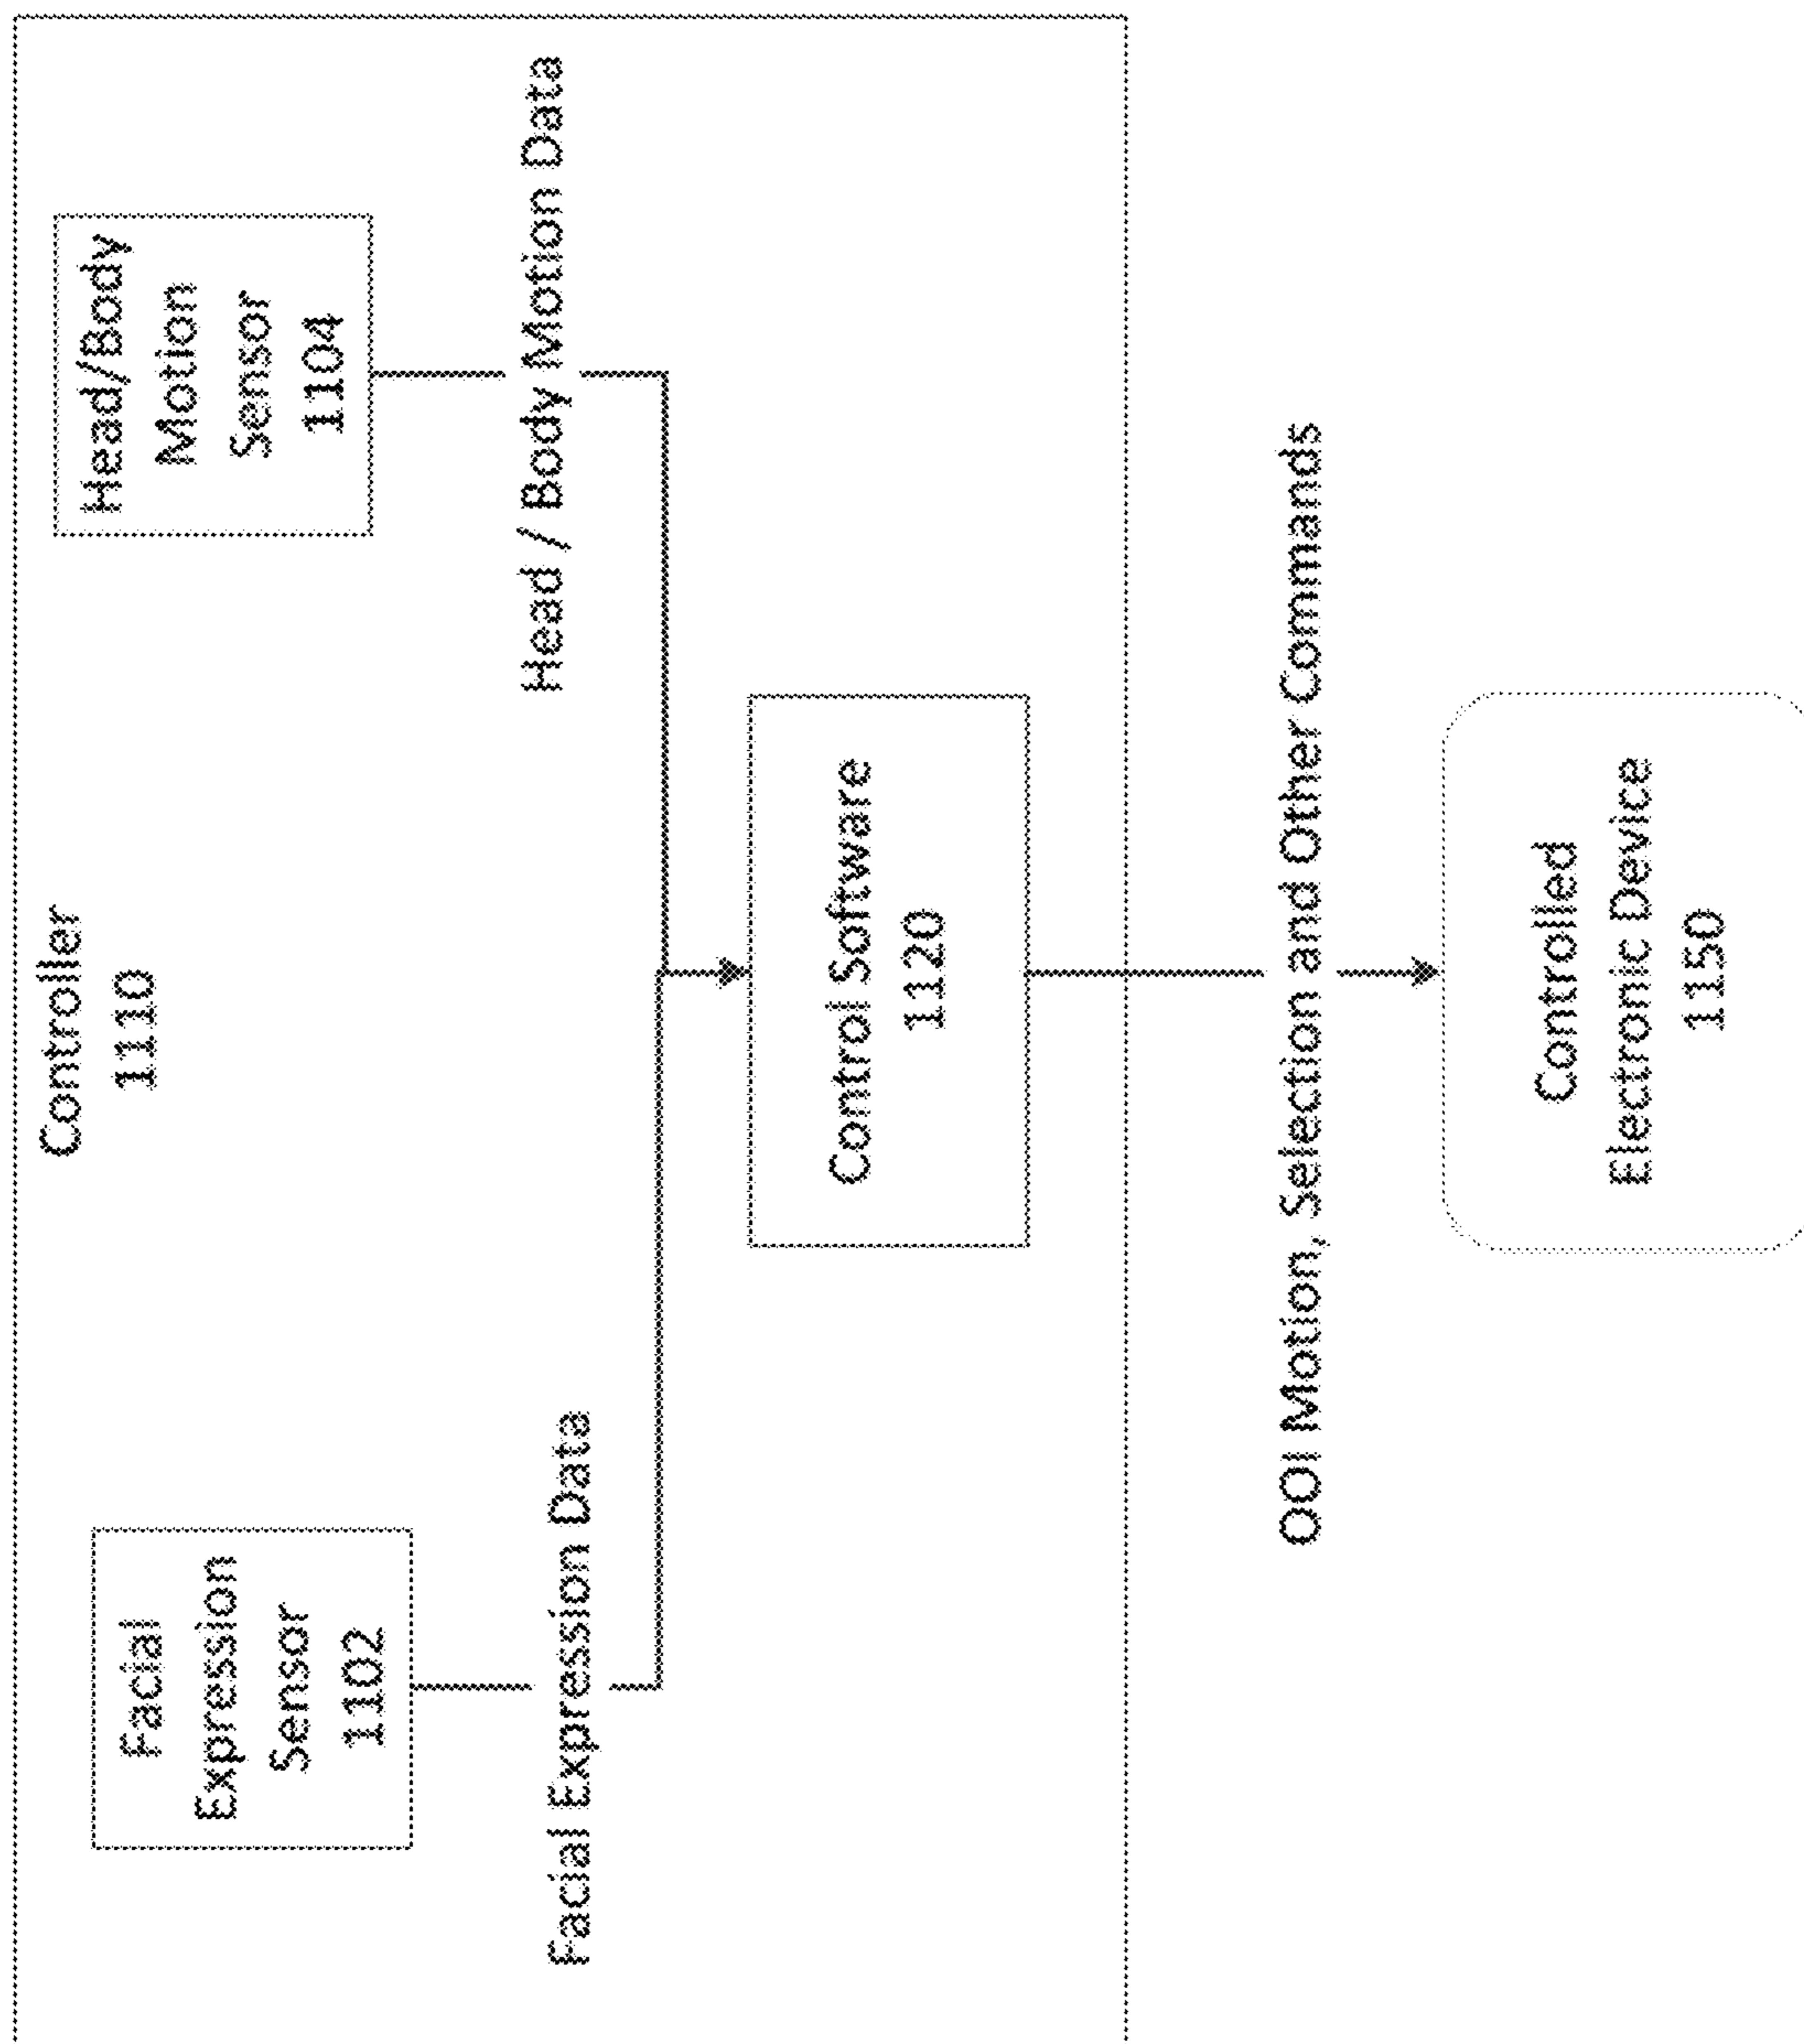 Controller
1110
Facial
Expression
Sensor
1102
Head/Body
Motion
Sensor
1104
Facial Expression Data
Head / Body Motion Data
Control Software
1120
OOI Motion, Selection and Other Commands
Controlled
Electronic Device
1150